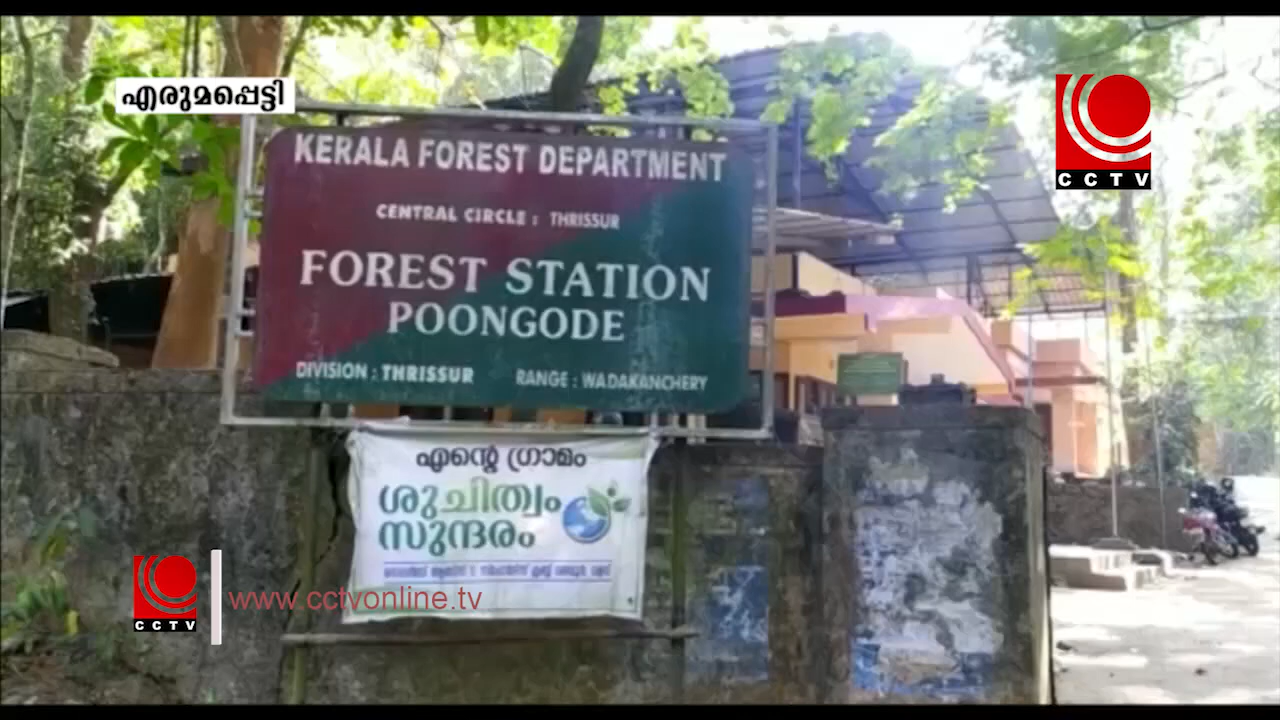 എരുമപ്പെട്ടി
CCTV
KERALA FOREST DEPARTMENT
CENTRAL CIRCLE : THRISSUR
FOREST STATION
POONGODE
DIVISION : THRISSUR RANGE : WADAKANCHERY
എന്റെ ഗ്രാമം
ശുചിത്വം
സുന്ദരം
CCTV
www.cctvonline.tv